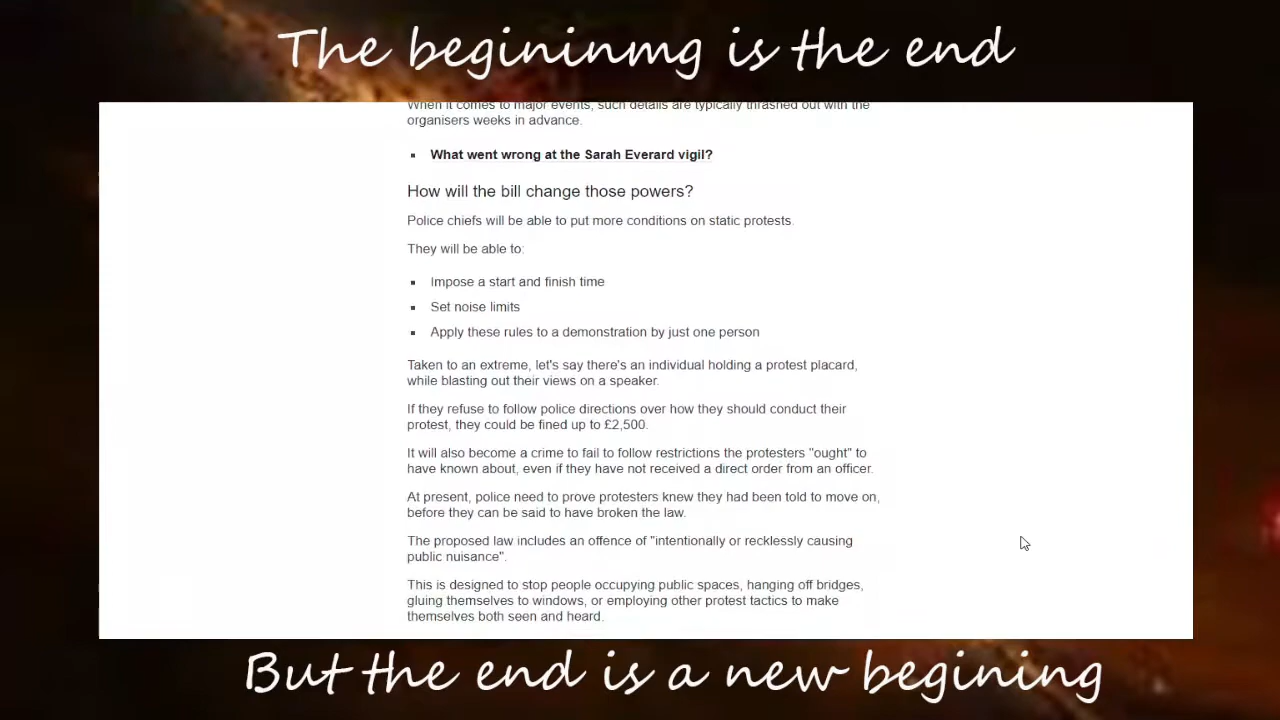 The begininmg is the end
When it comes to major events, such details are typically thrashed out with the
organisers weeks in advance.
▪ What went wrong at the Sarah Everard vigil?
How will the bill change those powers?
Police chiefs will be able to put more conditions on static protests.
They will be able to:
▪ Impose a start and finish time
▪ Set noise limits
▪ Apply these rules to a demonstration by just one person
Taken to an extreme, let's say there's an individual holding a protest placard,
while blasting out their views on a speaker.
If they refuse to follow police directions over how they should conduct their
protest, they could be fined up to £2,500.
It will also become a crime to fail to follow restrictions the protesters "ought" to
have known about, even if they have not received a direct order from an officer.
At present, police need to prove protesters knew they had been told to move on,
before they can be said to have broken the law.
The proposed law includes an offence of "intentionally or recklessly causing
public nuisance".
This is designed to stop people occupying public spaces, hanging off bridges,
gluing themselves to windows, or employing other protest tactics to make
themselves both seen and heard.
But the end is a new begining